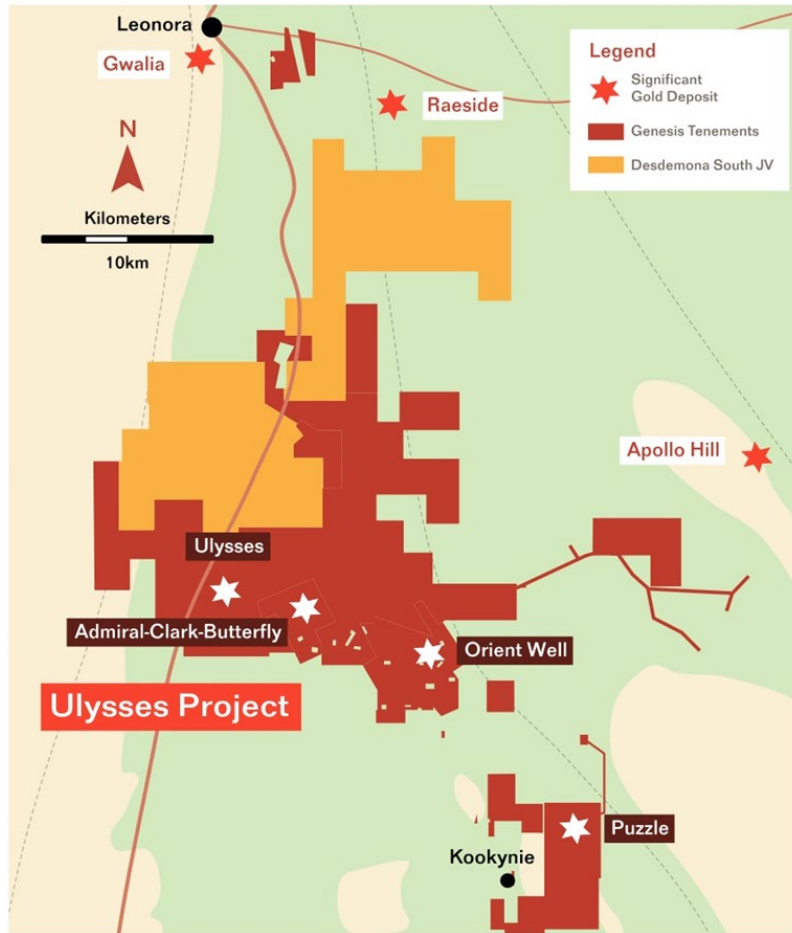 Leonora
Gwalia
Raeside
Legend
Significant
Gold Deposit
Genesis Tenements
Desdemona South JV
N
Kilometers
10km
Apollo Hill
Ulysses
Admiral-Clark-Butterfly
Orient Well
Ulysses Project
Puzzle
Kookynie